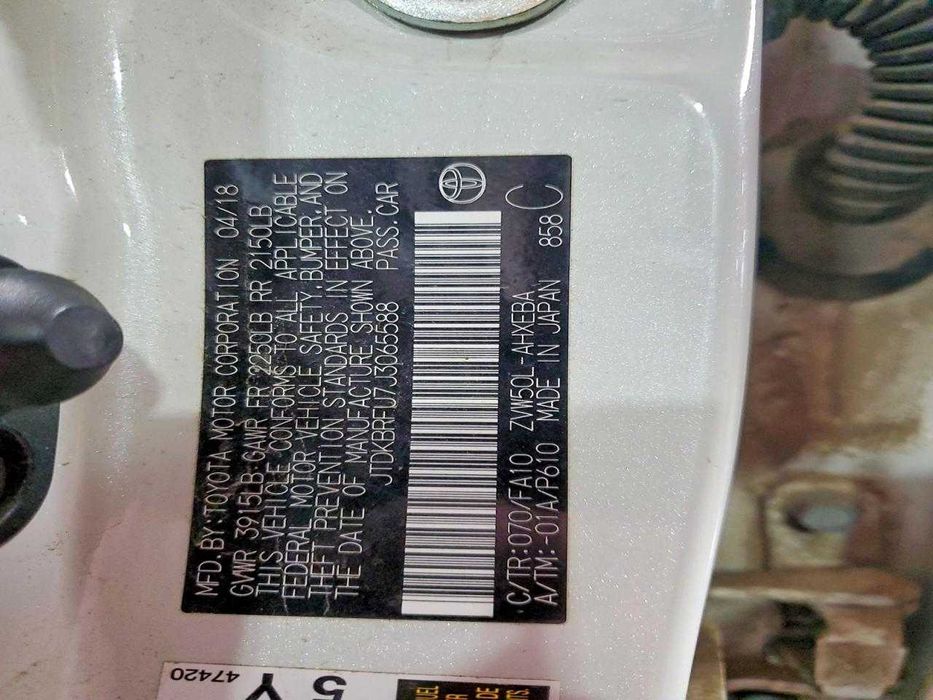 MFD. BY:TOYOTA MOTOR CORPORATION 04/18
GVWR 3915LB GAWR FR 2250LB RR 2150LB
THIS VEHICLE CONFORMS TO ALL APPLICABLE
FEDERAL MOTOR VEHICLE SAFETY,BUMPER,AND
THEFT PREVENTION STANDARDS IN EFFECT ON
THE DATE OF MANUFACTURE SHOWN ABOVE.
JTDKBRFU7J3065588 PASS.CAR
C/TR:070/FA10 ZVW50L-AHXEBA
A/TM:-01A/P610 MADE IN JAPAN 858
C
47420
5Y